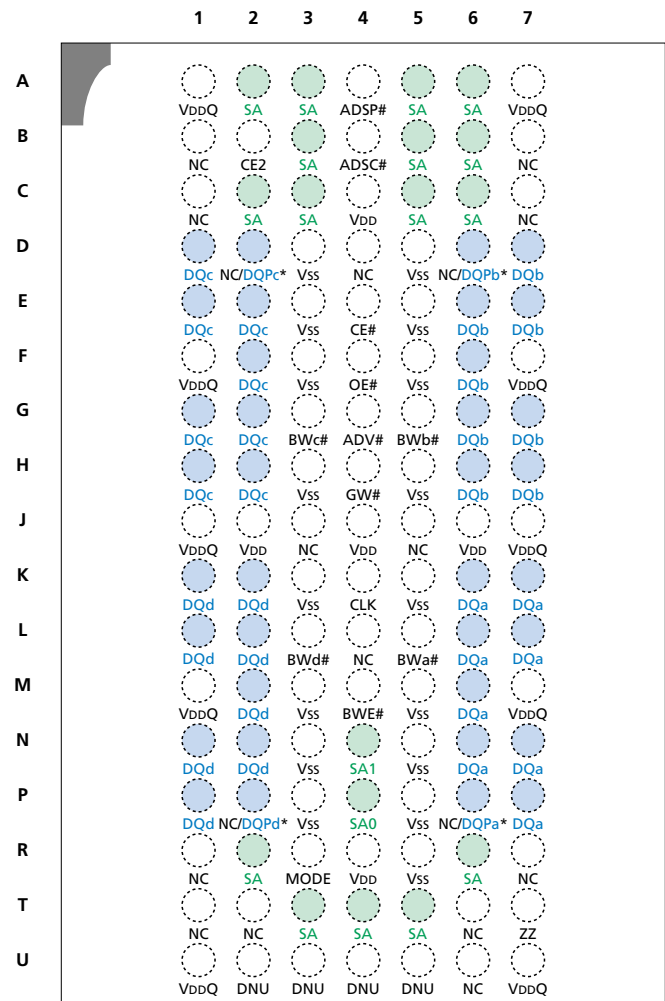 1 2 3 4 5 6 7
A
VDDQ SA SA ADSP# SA SA VDDQ
B
NC CE2 SA ADSC# SA SA NC
C
NC SA SA VDD SA SA NC
D
DQc NC/DQPc* Vss NC Vss NC/DQPb* DQb
E
DQc DQc Vss CE# Vss DQb DQb
F
VDDQ DQc Vss OE# Vss DQb VDDQ
G
DQc DQc BWc# ADV# BWb# DQb DQb
H
DQc DQc Vss GW# Vss DQb DQb
J
VDDQ VDD NC VDD NC VDD VDDQ
K
DQd DQd Vss CLK Vss DQa DQa
L
DQd DQd BWd# NC BWa# DQa DQa
M
VDDQ DQd Vss BWE# Vss DQa VDDQ
N
DQd DQd Vss SA1 Vss DQa DQa
P
DQd NC/DQPd* Vss SA0 Vss NC/DQPa* DQa
R
NC SA MODE VDD Vss SA NC
T
NC NC SA SA SA NC ZZ
U
VDDQ DNU DNU DNU DNU NC VDDQ